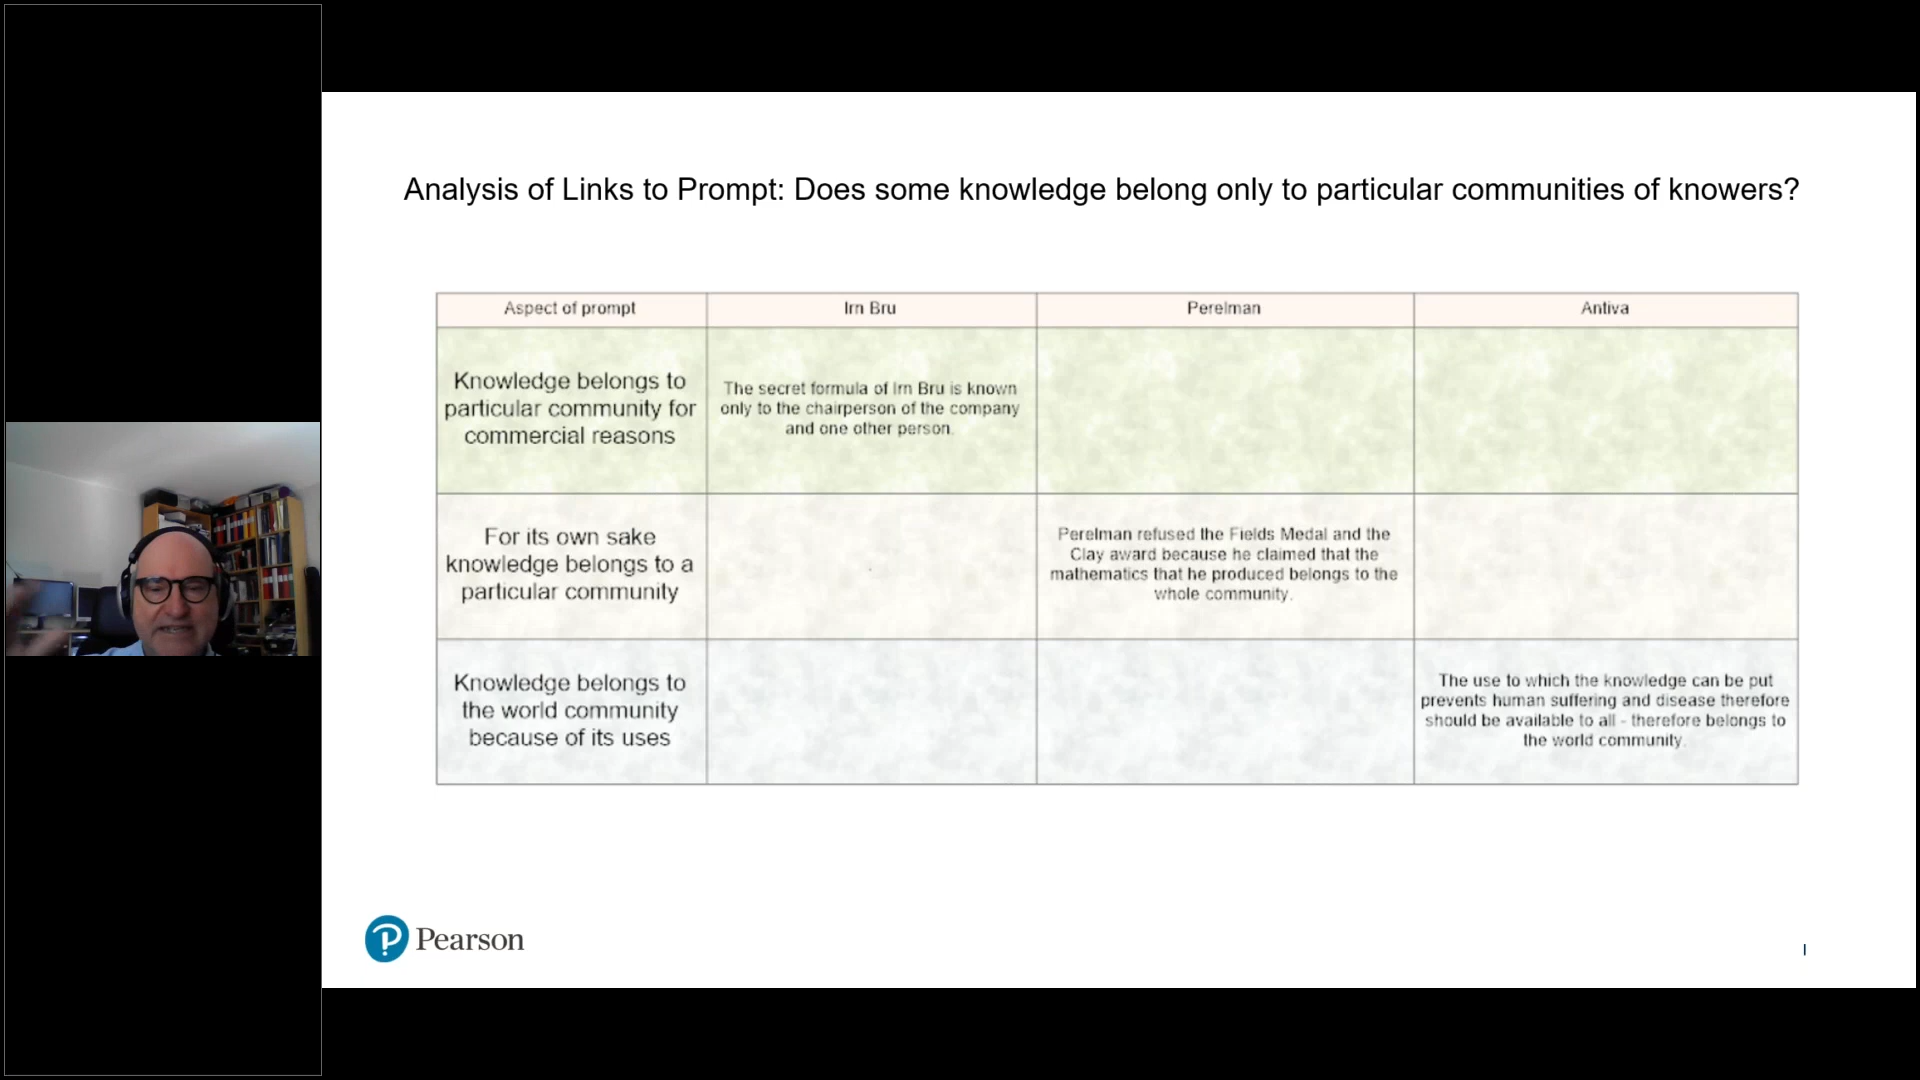 Analysis of Links to Prompt: Does some knowledge belong only to particular communities of knowers?
Aspect of prompt
Irn Bru
Perelman
Antiva
Knowledge belongs to
particular community for
commercial reasons
The secret formula of Irn Bru is known
only to the chairperson of the company
and one other person.
For its own sake
knowledge belongs to a
particular community
Perelman refused the Fields Medal and the
Clay award because he claimed that the
mathematics that he produced belongs to the
whole community.
Knowledge belongs to
the world community
because of its uses
The use to which the knowledge can be put
prevents human suffering and disease therefore
should be available to all - therefore belongs to
the world community.
Pearson